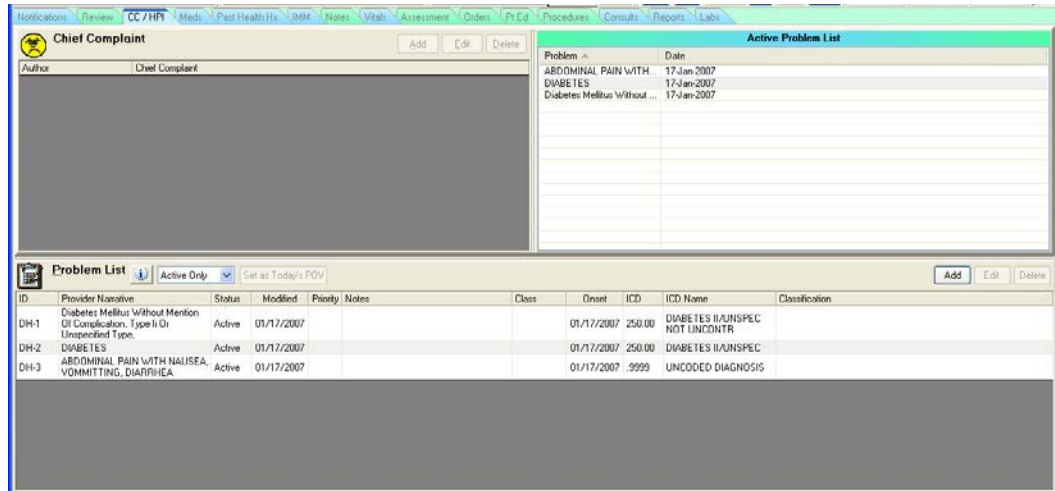 Notifications Review CC / HPI Meds Past Health Hx IMM Notes Vitals Assessment Orders Pt Ed Procedures Consults Reports Labs
Chief Complaint
Add Edit Delete
Author Chief Complaint
Active Problem List
Problem Date
ABDOMINAL PAIN WITH... 17-Jan-2007
DIABETES 17-Jan-2007
Diabetes Mellitus Without ... 17-Jan-2007
Problem List i Active Only Set as Today's POV Add Edit Delete
ID Provider Narrative Status Modified Priority Notes Class Onset ICD ICD Name Classification
DH-1 Diabetes Mellitus Without Mention
Of Complication, Type Ii Or
Unspecified Type, Active 01/17/2007 01/17/2007 250.00 DIABETES II/UNSPEC
NOT UNCONTR
DH-2 DIABETES Active 01/17/2007 01/17/2007 250.00 DIABETES II/UNSPEC
DH-3 ABDOMINAL PAIN WITH NAUSEA,
VOMMITTING, DIARRHEA Active 01/17/2007 01/17/2007 .9999 UNCODED DIAGNOSIS